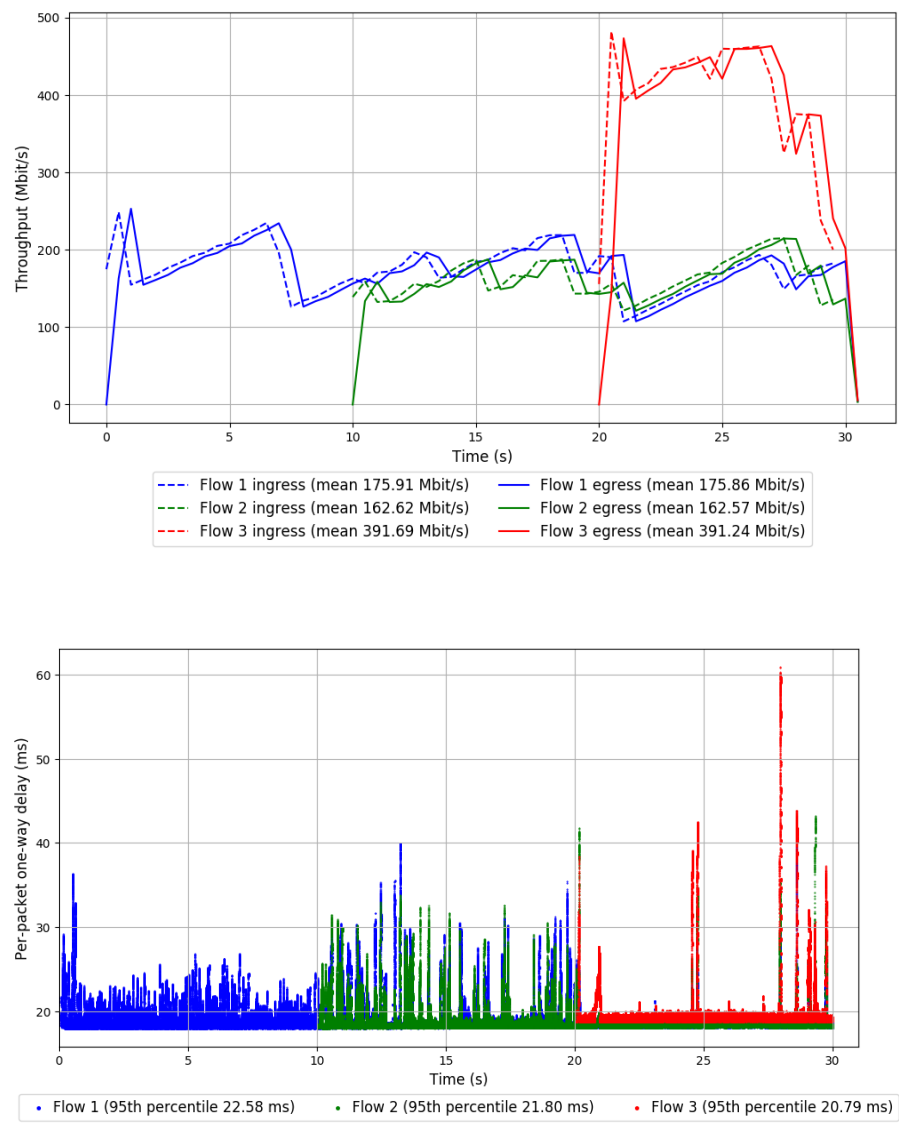 500
400
300
200
100
0
Throughput (Mbit/s)
0 5 10 15 20 25 30
Time (s)
Flow 1 ingress (mean 175.91 Mbit/s) Flow 1 egress (mean 175.86 Mbit/s)
Flow 2 ingress (mean 162.62 Mbit/s) Flow 2 egress (mean 162.57 Mbit/s)
Flow 3 ingress (mean 391.69 Mbit/s) Flow 3 egress (mean 391.24 Mbit/s)
60
50
40
30
20
Per-packet one-way delay (ms)
0 5 10 15 20 25 30
Time (s)
Flow 1 (95th percentile 22.58 ms) Flow 2 (95th percentile 21.80 ms) Flow 3 (95th percentile 20.79 ms)